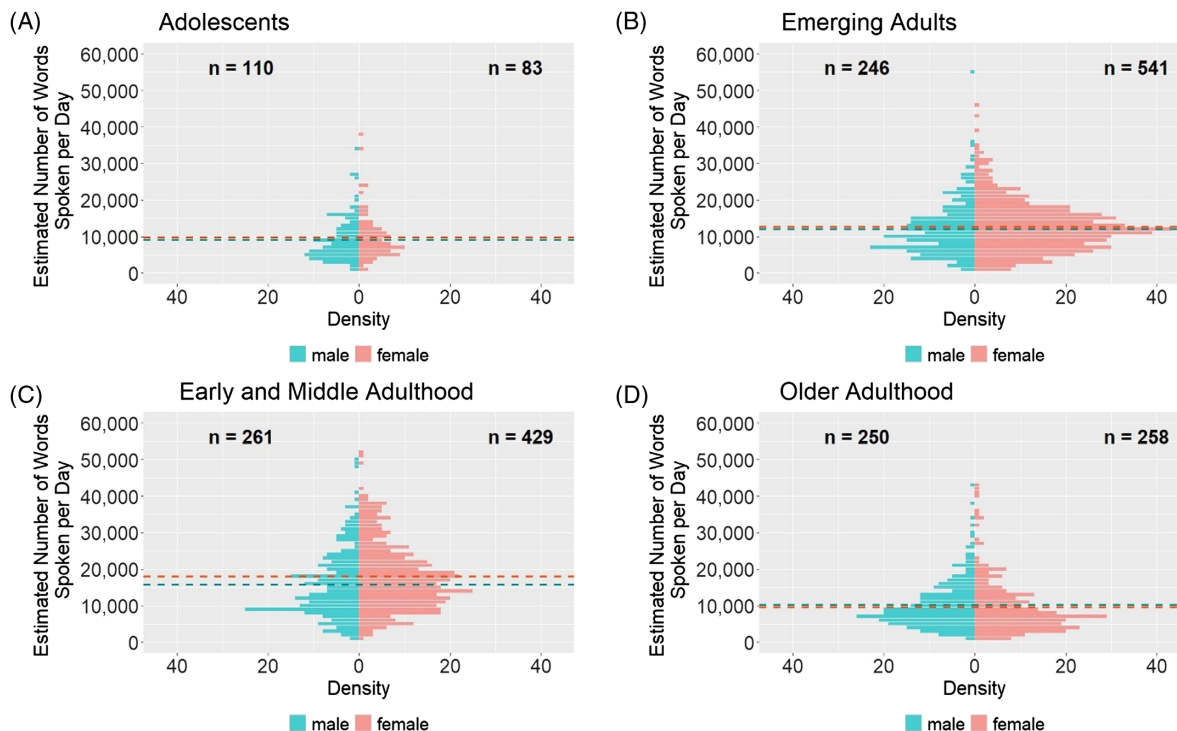 (A) Adolescents
Estimated Number of Words
Spoken per Day
60,000
50,000
40,000
30,000
20,000
10,000
0
n = 110 n = 83
40 20 0 20 40
Density
male female
(B) Emerging Adults
Estimated Number of Words
Spoken per Day
60,000
50,000
40,000
30,000
20,000
10,000
0
n = 246 n = 541
40 20 0 20 40
Density
male female
(C) Early and Middle Adulthood
Estimated Number of Words
Spoken per Day
60,000
50,000
40,000
30,000
20,000
10,000
0
n = 261 n = 429
40 20 0 20 40
Density
male female
(D) Older Adulthood
Estimated Number of Words
Spoken per Day
60,000
50,000
40,000
30,000
20,000
10,000
0
n = 250 n = 258
40 20 0 20 40
Density
male female